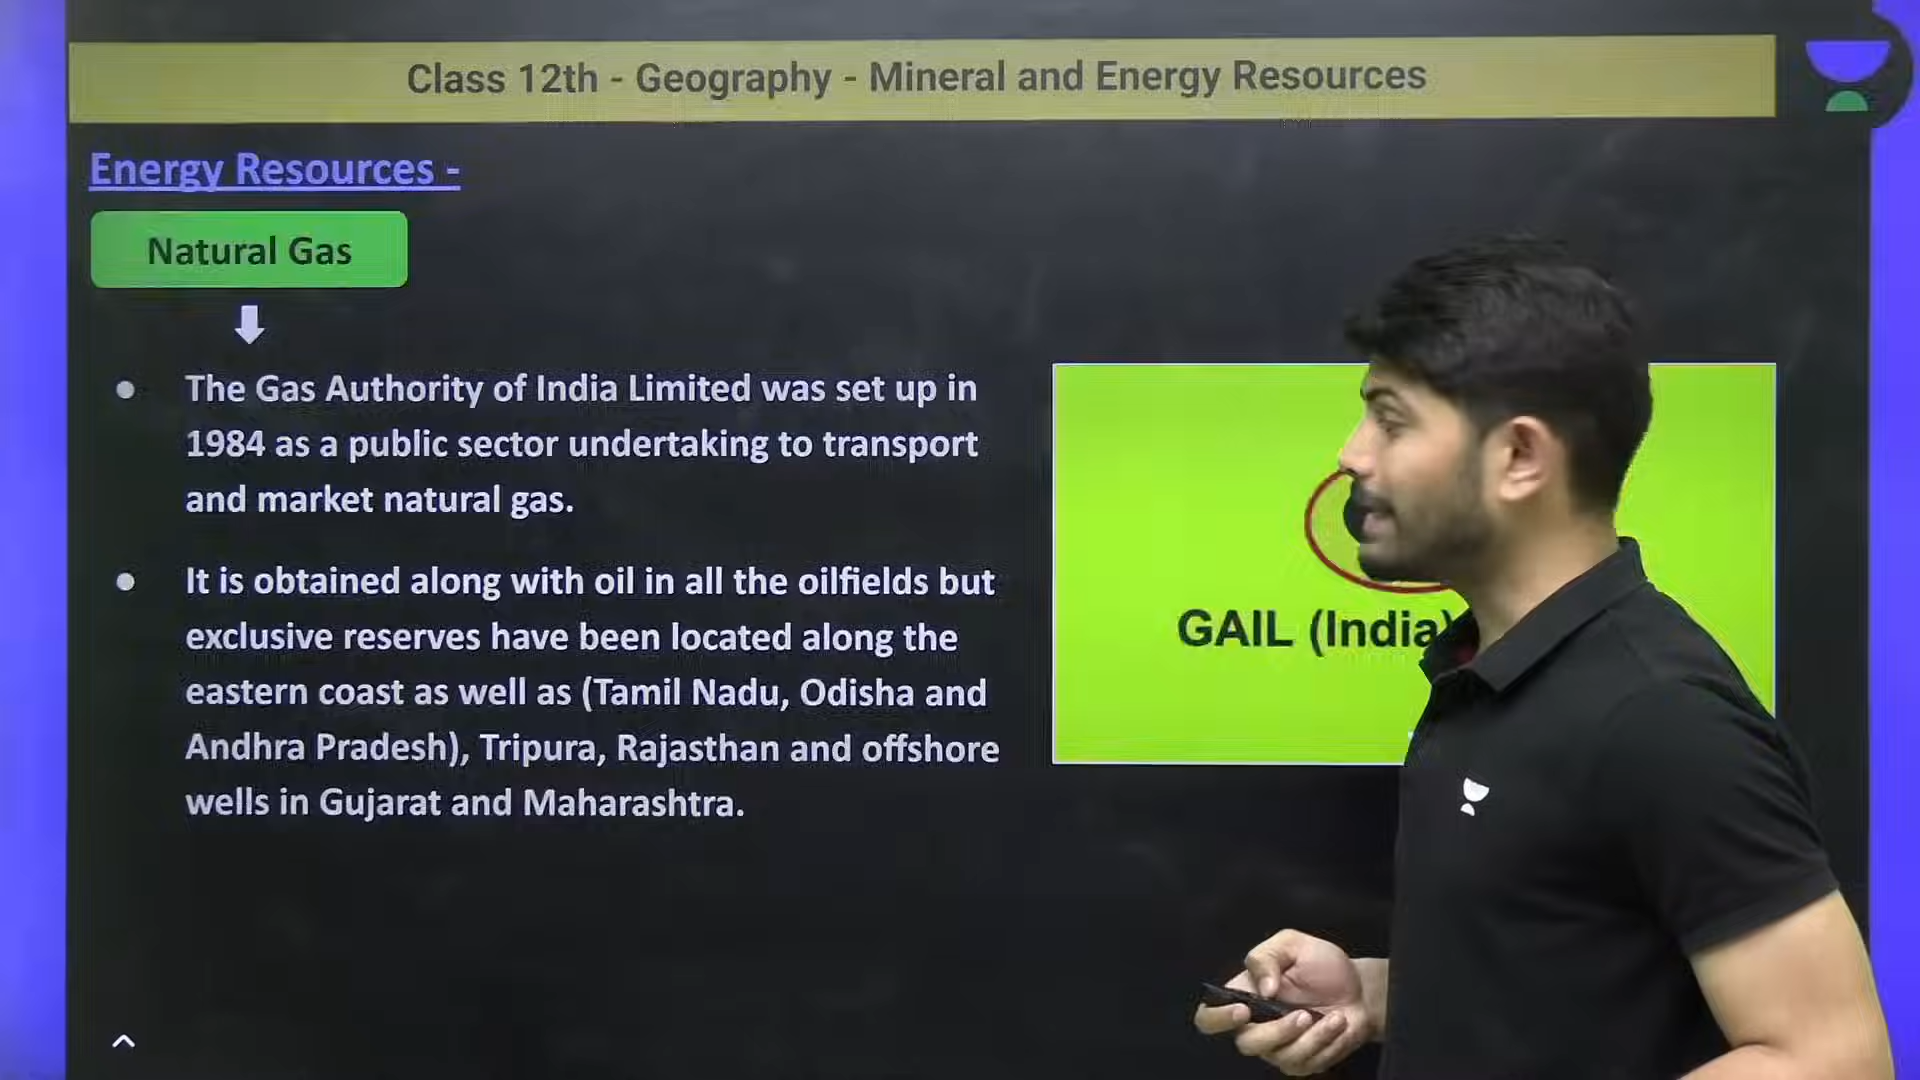 Class 12th - Geography - Mineral and Energy Resources
Energy Resources -
Natural Gas
The Gas Authority of India Limited was set up in
1984 as a public sector undertaking to transport
and market natural gas.
It is obtained along with oil in all the oilfields but
exclusive reserves have been located along the
eastern coast as well as (Tamil Nadu, Odisha and
Andhra Pradesh), Tripura, Rajasthan and offshore
wells in Gujarat and Maharashtra.
GAIL (India)